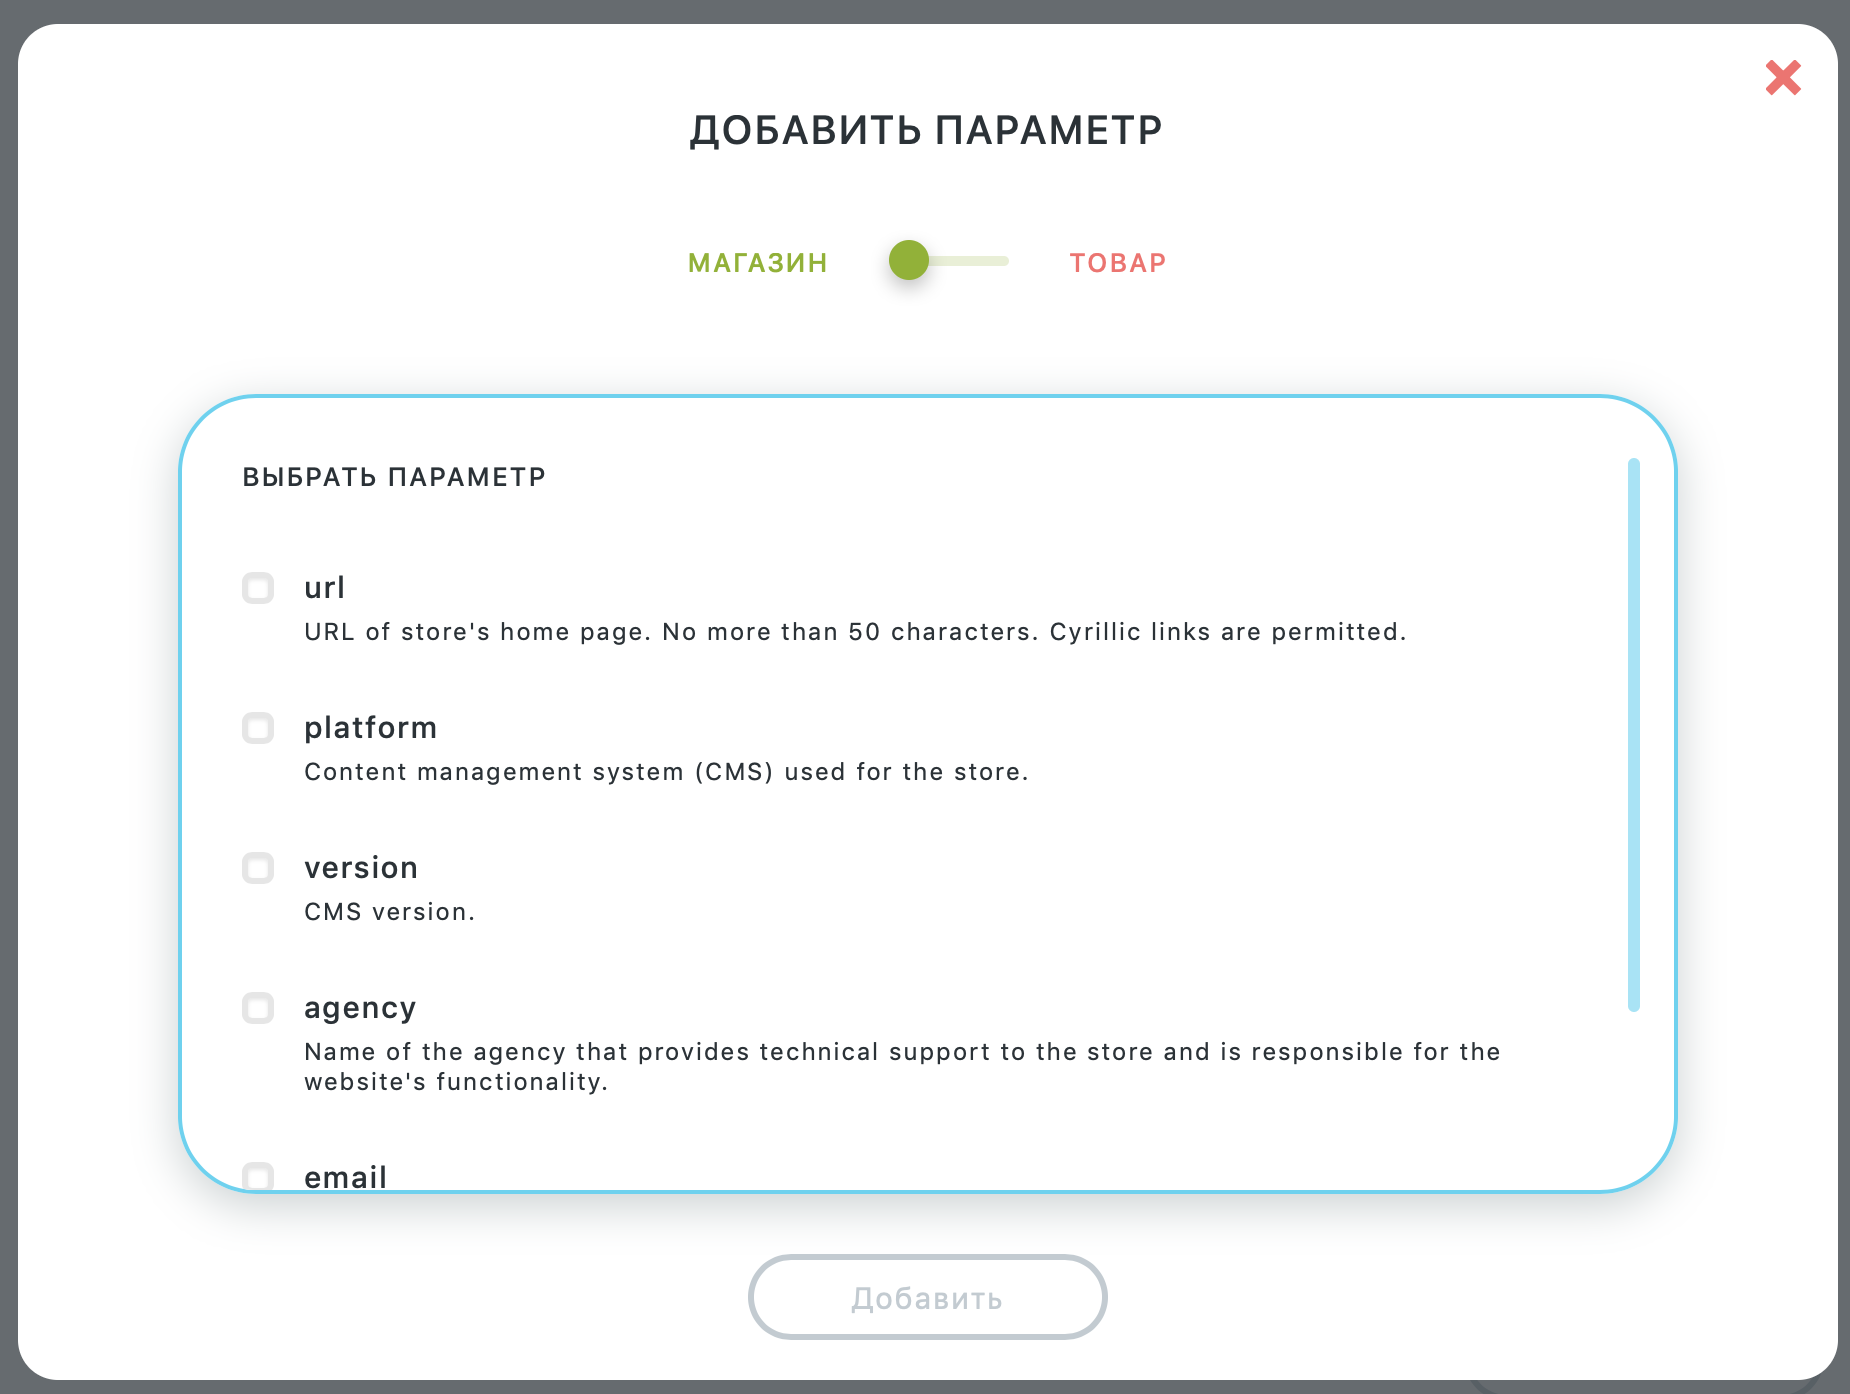 ДОБАВИТЬ ПАРАМЕТР
МАГАЗИН
ТОВАР
ВЫБРАТЬ ПАРАМЕТР
url
URL of store's home page. No more than 50 characters. Cyrillic links are permitted.
platform
Content management system (CMS) used for the store.
version
CMS version.
agency
Name of the agency that provides technical support to the store and is responsible for the
website's functionality.
email
Добавить